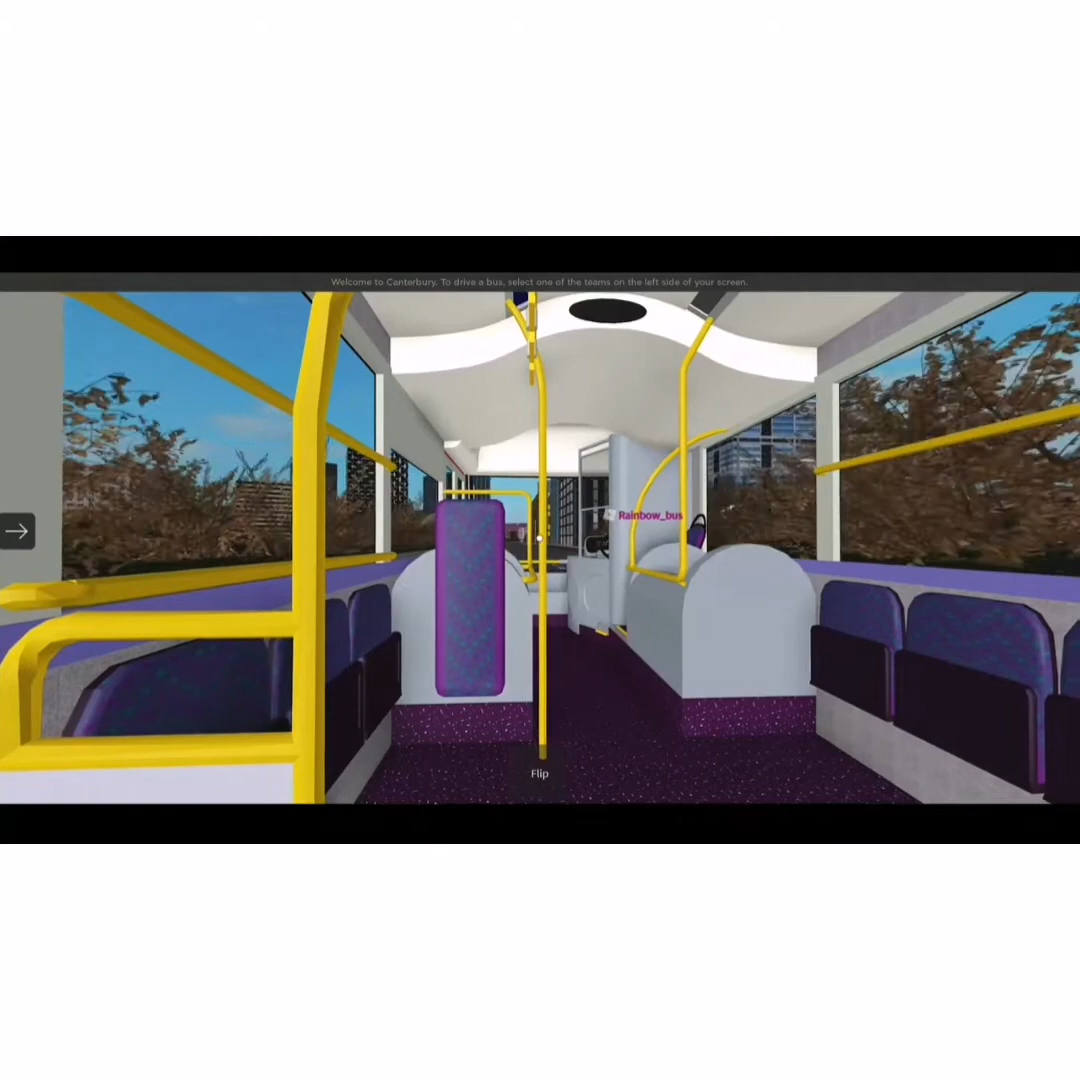 Welcome to Canterbury. To drive a bus, select one of the teams on the left side of your screen.
Rainbow_bus
Flip